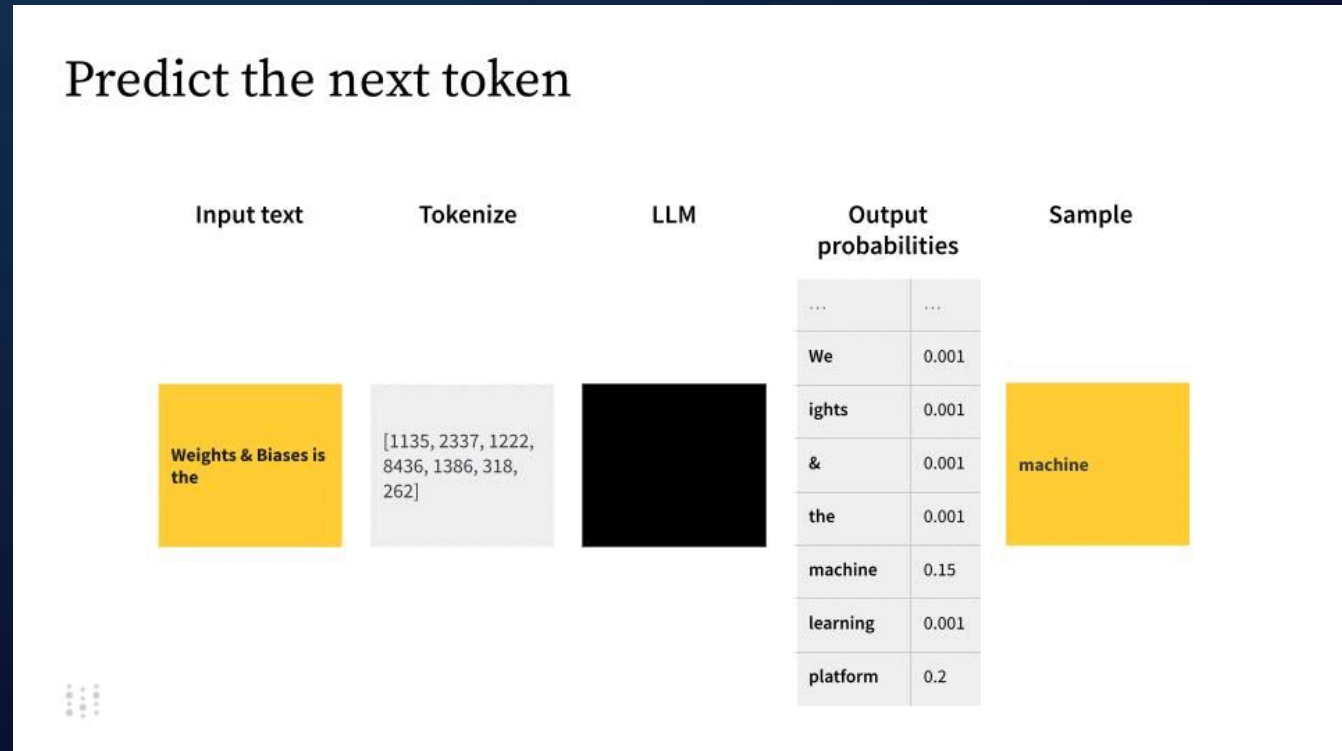 Predict the next token
Input text
Tokenize
LLM
Output
probabilities
Sample
Weights & Biases is
the
[1135, 2337, 1222,
8436, 1386, 318,
262]
... ...
We 0.001
ights 0.001
& 0.001
the 0.001
machine 0.15
learning 0.001
platform 0.2
machine